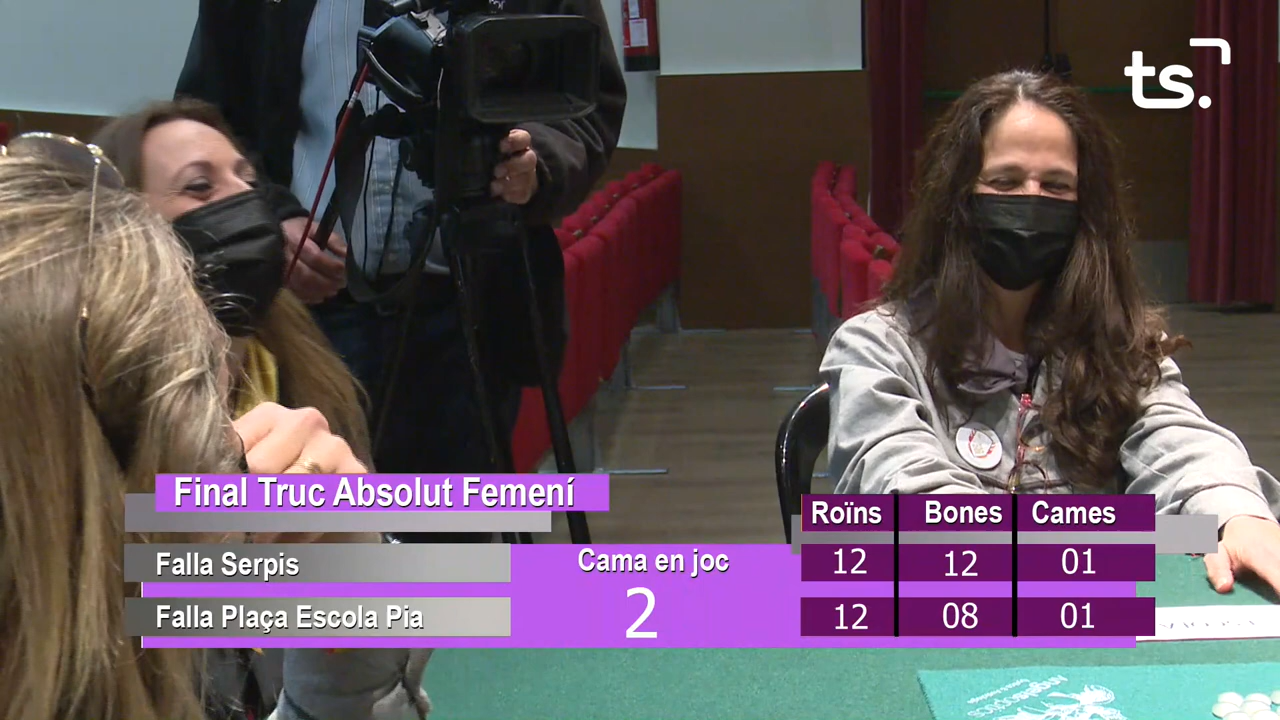 ts.
Final Truc Absolut Femení
Roïns Bones Cames
Falla Serpis 12 12 01
Cama en joc
2
Falla Plaça Escola Pia 12 08 01